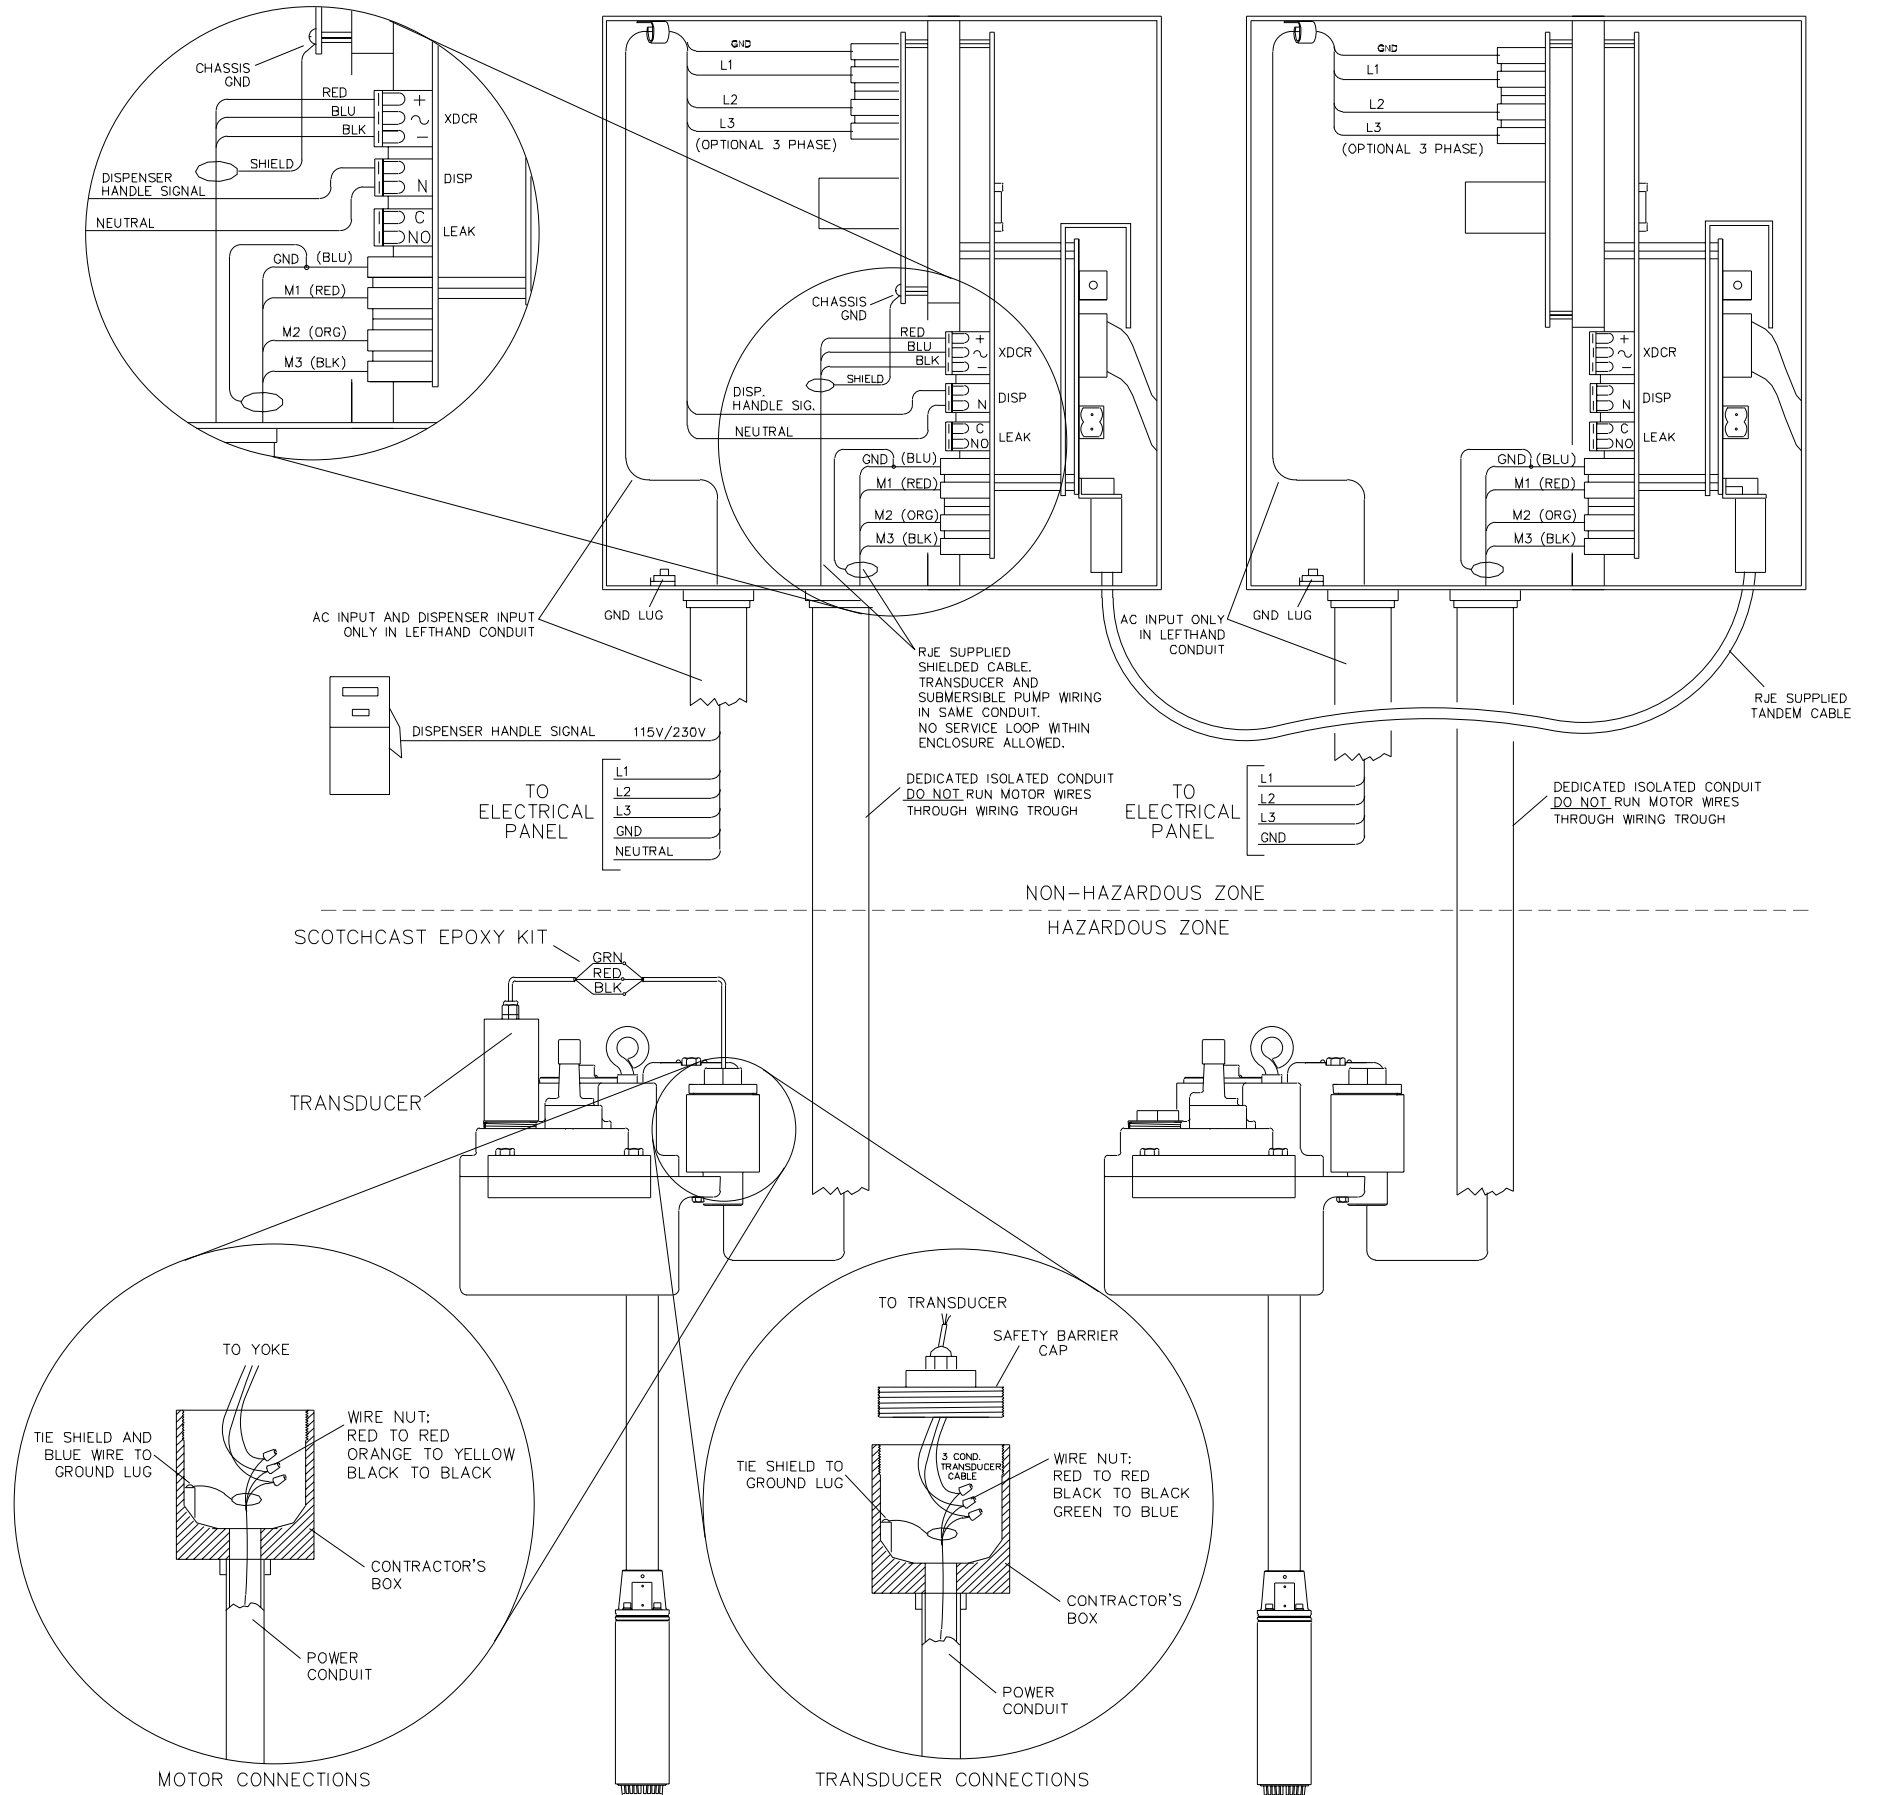 CHASSIS
GND
RED
BLU
BLK
+
−
XDCR
SHIELD
DISPENSER
HANDLE SIGNAL
N
DISP
NEUTRAL
C
NO
LEAK
GND (BLU)
M1 (RED)
M2 (ORG)
M3 (BLK)
GND
L1
L2
L3
(OPTIONAL 3 PHASE)
CHASSIS
GND
RED
BLU
BLK
+
−
XDCR
SHIELD
DISP.
HANDLE SIG.
N
DISP
NEUTRAL
C
NO
LEAK
GND (BLU)
M1 (RED)
M2 (ORG)
M3 (BLK)
GND LUG
GND
L1
L2
L3
(OPTIONAL 3 PHASE)
+
−
XDCR
N
DISP
C
NO
LEAK
GND (BLU)
M1 (RED)
M2 (ORG)
M3 (BLK)
GND LUG
AC INPUT AND DISPENSER INPUT
ONLY IN LEFTHAND CONDUIT
RJE SUPPLIED
SHIELDED CABLE.
TRANSDUCER AND
SUBMERSIBLE PUMP WIRING
IN SAME CONDUIT.
NO SERVICE LOOP WITHIN
ENCLOSURE ALLOWED.
AC INPUT ONLY
IN LEFTHAND
CONDUIT
RJE SUPPLIED
TANDEM CABLE
DISPENSER HANDLE SIGNAL 115V/230V
TO
ELECTRICAL
PANEL
L1
L2
L3
GND
NEUTRAL
DEDICATED ISOLATED CONDUIT
DO NOT RUN MOTOR WIRES
THROUGH WIRING TROUGH
TO
ELECTRICAL
PANEL
L1
L2
L3
GND
DEDICATED ISOLATED CONDUIT
DO NOT RUN MOTOR WIRES
THROUGH WIRING TROUGH
NON-HAZARDOUS ZONE
HAZARDOUS ZONE
SCOTCHCAST EPOXY KIT
GRN
RED
BLK
TRANSDUCER
TO YOKE
TIE SHIELD AND
BLUE WIRE TO
GROUND LUG
WIRE NUT:
RED TO RED
ORANGE TO YELLOW
BLACK TO BLACK
CONTRACTOR'S
BOX
POWER
CONDUIT
MOTOR CONNECTIONS
TO TRANSDUCER
SAFETY BARRIER
CAP
TIE SHIELD TO
GROUND LUG
3 COND.
TRANSDUCER
CABLE
WIRE NUT:
RED TO RED
BLACK TO BLACK
GREEN TO BLUE
CONTRACTOR'S
BOX
POWER
CONDUIT
TRANSDUCER CONNECTIONS